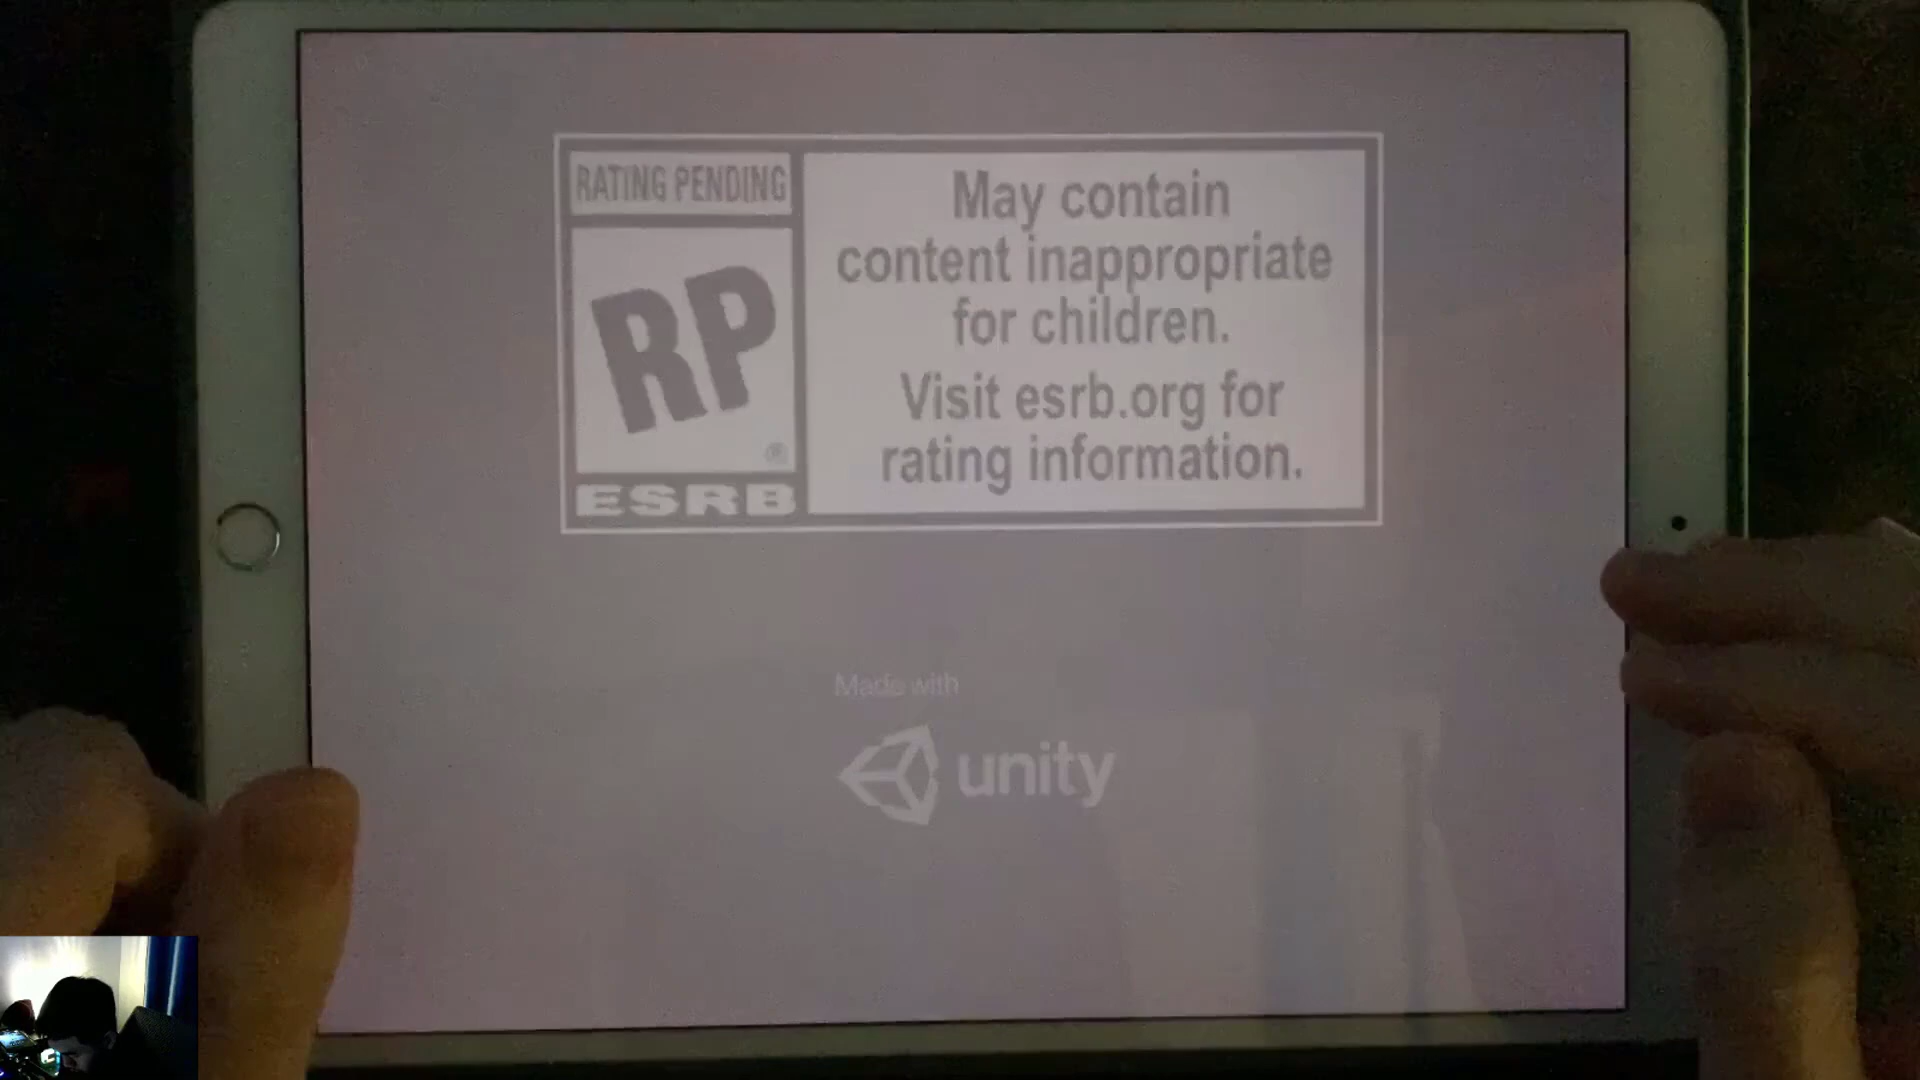 RATING PENDING
RP
®
ESRB
May contain
content inappropriate
for children.
Visit esrb.org for
rating information.
Made with
unity